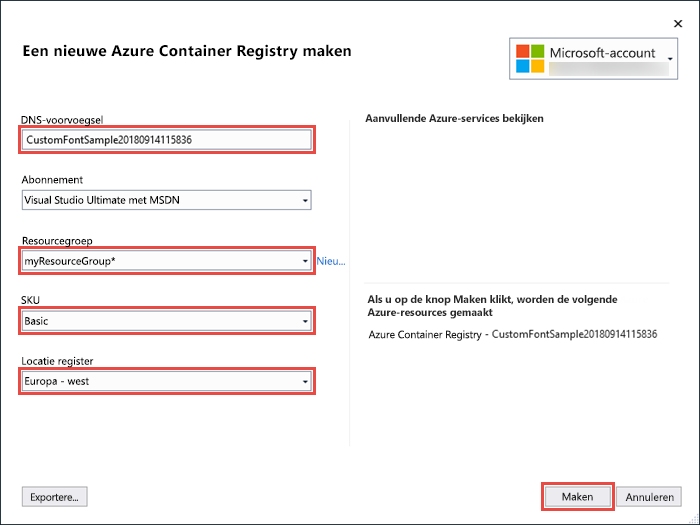 Een nieuwe Azure Container Registry maken
Microsoft-account
DNS-voorvoegsel
CustomFontSample20180914115836
Abonnement
Visual Studio Ultimate met MSDN
Resourcegroep
myResourceGroup*
Nieu...
SKU
Basic
Locatie register
Europa - west
Aanvullende Azure-services bekijken
Als u op de knop Maken klikt, worden de volgende
Azure-resources gemaakt
Azure Container Registry - CustomFontSample20180914115836
Exportere...
Maken
Annuleren